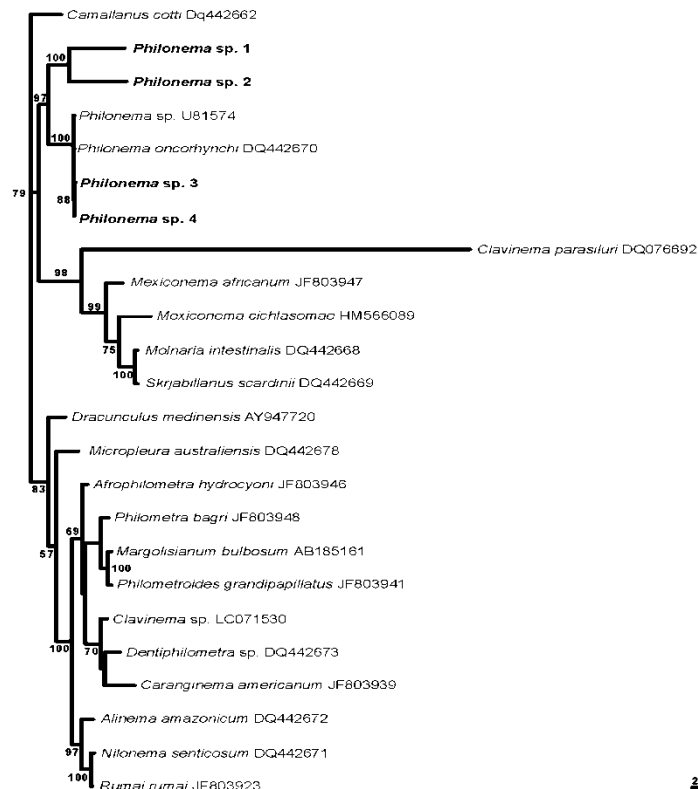 Camallanus cotti Dq442662
100
Philonema sp. 1
Philonema sp. 2
97
Philonema sp. U81574
100
Philonema oncorhynchi DQ442670
Philonema sp. 3
88
79
Philonema sp. 4
Clavinema parasiluri DQ076692
98
Mexiconema africanum JF803947
99
Mexiconema cichlasomae HM566089
75
Molnaria intestinalis DQ442668
100
Skrjabillanus scardinii DQ442669
Dracunculus medinensis AY947720
Micropleura australiensis DQ442678
83
Afrophilometra hydrocyoni JF803946
Philometra bagri JF803948
69
57
Margolisianum bulbosum AB185161
100
Philometroides grandipapillatus JF803941
Clavinema sp. LC071530
100
70
Dentiphilometra sp. DQ442673
Caranginema americanum JF803939
Alinema amazonicum DQ442672
97
Nilonema senticosum DQ442671
100
Rumai rumai JF803923
2